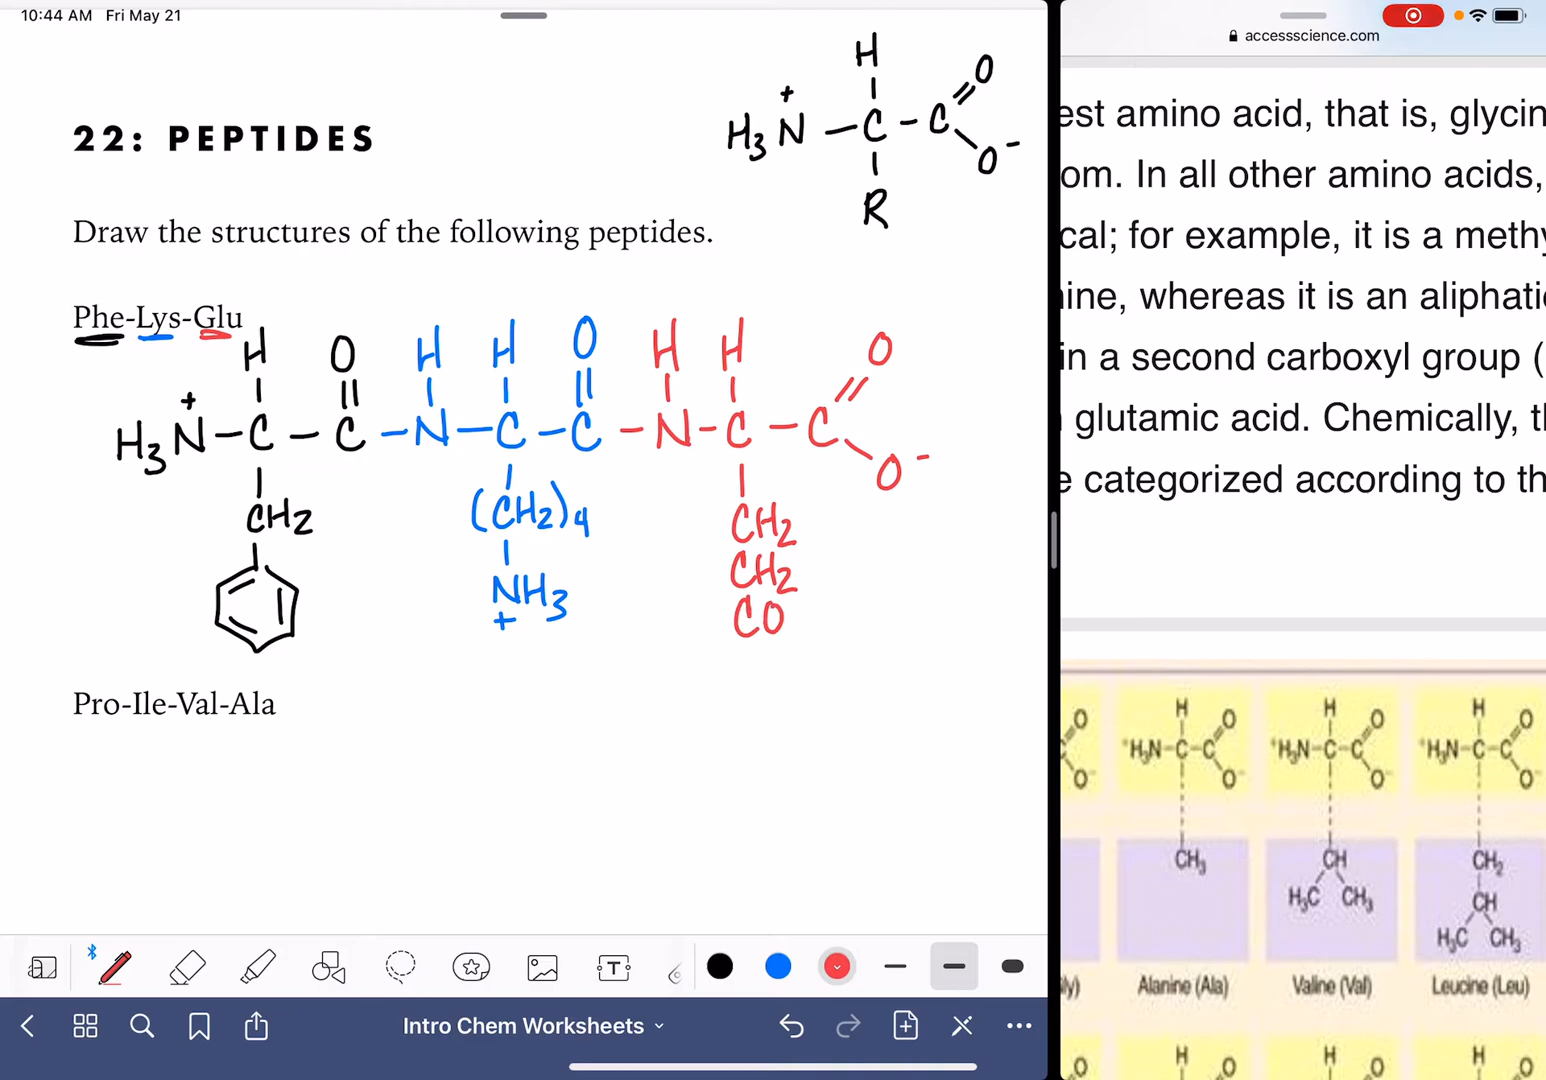 10:44 AM Fri May 21
22: PEPTIDES
H
H₃N⁺ – C – C
O
O⁻
R
Draw the structures of the following peptides.
Phe-Lys-Glu
H O H H O H H O
H₃N⁺ – C – C – N – C – C – N – C – C
O⁻
CH2 (CH2)4 CH2
NH3 CH2
+ CO
Pro-Ile-Val-Ala
T
Intro Chem Worksheets
accessscience.com
est amino acid, that is, glycin
om. In all other amino acids,
cal; for example, it is a methy
ine, whereas it is an aliphati
in a second carboxyl group (
glutamic acid. Chemically, t
e categorized according to th
O H O H O H O
⁺H₃N–C–C ⁺H₃N–C–C ⁺H₃N–C–C
O⁻ O⁻ O⁻ O⁻
CH₃ CH CH₂
H₃C CH₃ CH
H₃C CH₃
ly) Alanine (Ala) Valine (Val) Leucine (Leu)
O H O H O H O